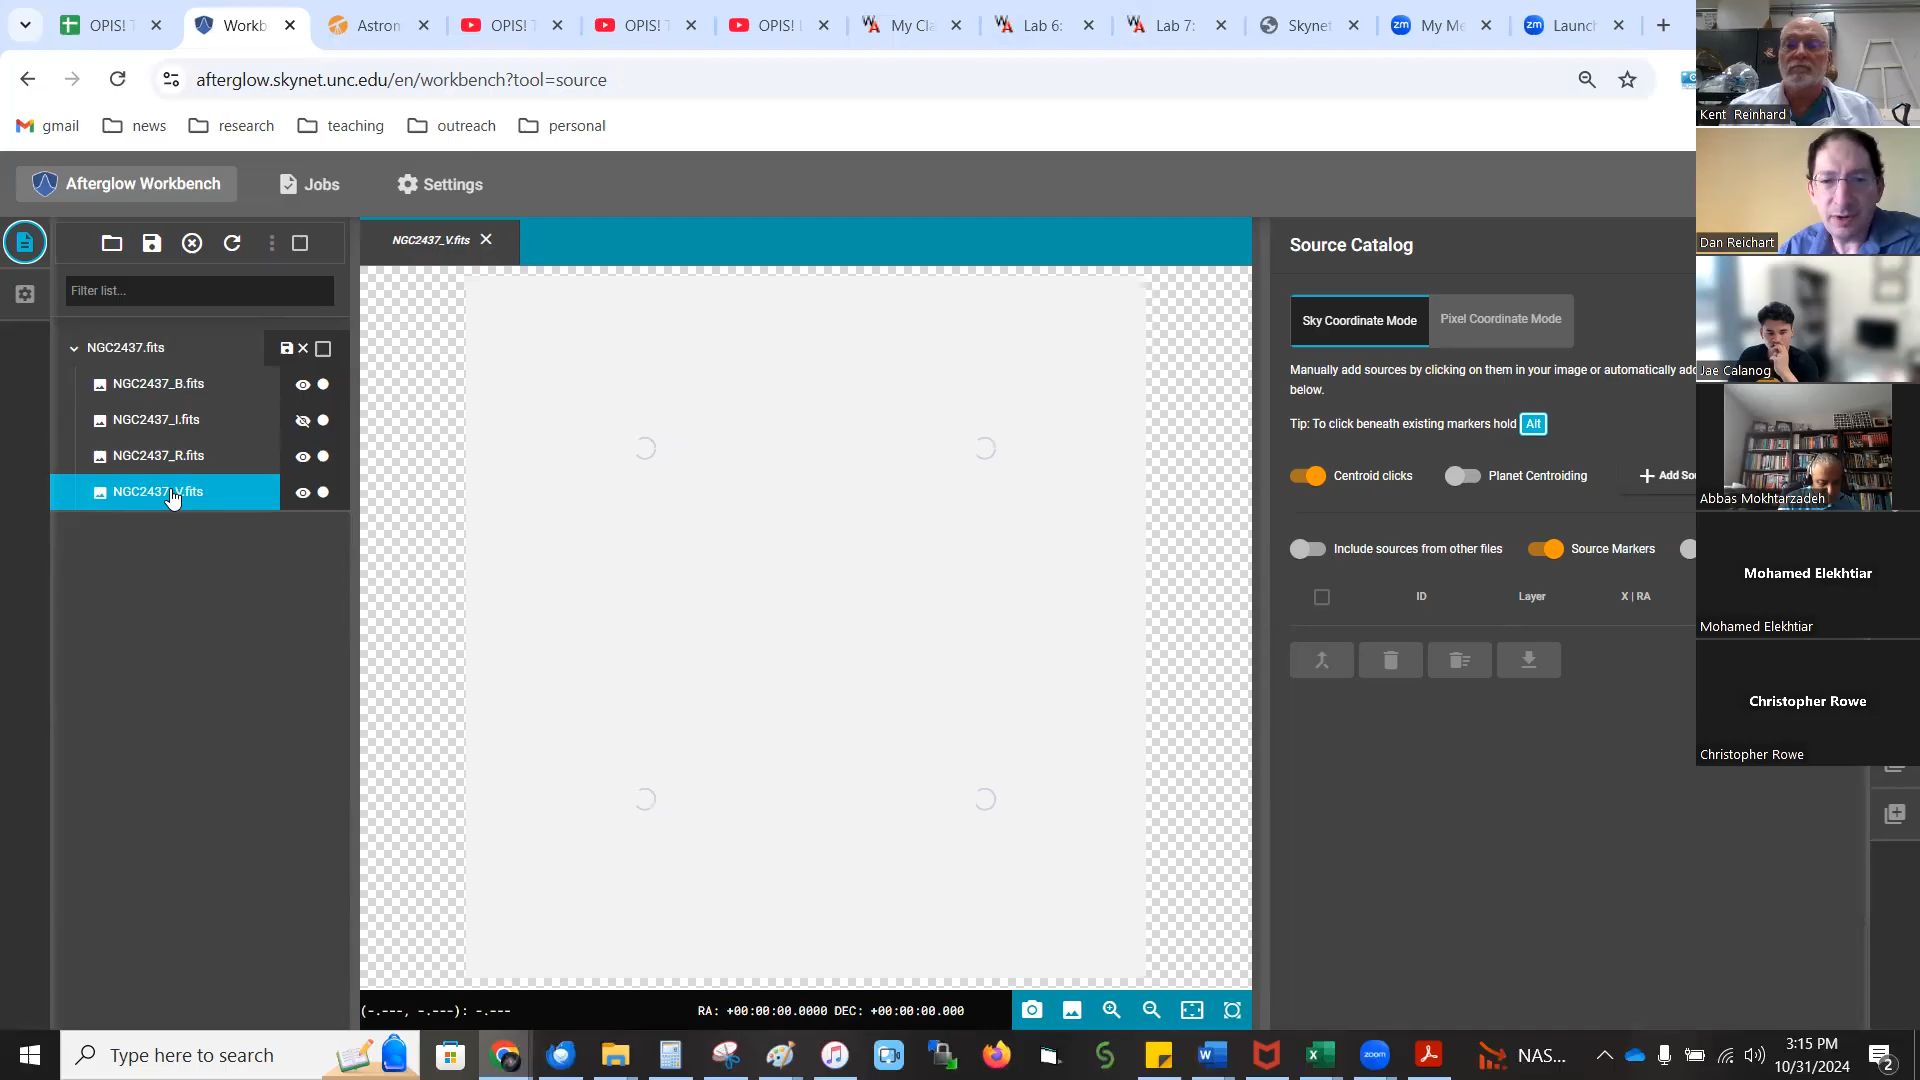 OPIS! T
Workb
Astron
OPIS! T
OPIS! T
OPIS! L
My Cla
Lab 6:
Lab 7:
Skynet
My Me
Launc
afterglow.skynet.unc.edu/en/workbench?tool=source
gmail
news
research
teaching
outreach
personal
Afterglow Workbench
Jobs
Settings
Filter list...
NGC2437.fits
NGC2437_B.fits
NGC2437_I.fits
NGC2437_R.fits
NGC2437_V.fits
NGC2437_V.fits
(-.---, -.---): -.---
RA: +00:00:00.0000 DEC: +00:00:00.000
Source Catalog
Sky Coordinate Mode
Pixel Coordinate Mode
Manually add sources by clicking on them in your image or automatically add
below.
Tip: To click beneath existing markers hold Alt
Centroid clicks
Planet Centroiding
Add Sou
Include sources from other files
Source Markers
ID
Layer
X | RA
Kent Reinhard
Dan Reichart
Jae Calanog
Abbas Mokhtarzadeh
Mohamed Elekhtiar
Mohamed Elekhtiar
Christopher Rowe
Christopher Rowe
Type here to search
zoom
NAS...
3:15 PM
10/31/2024
2